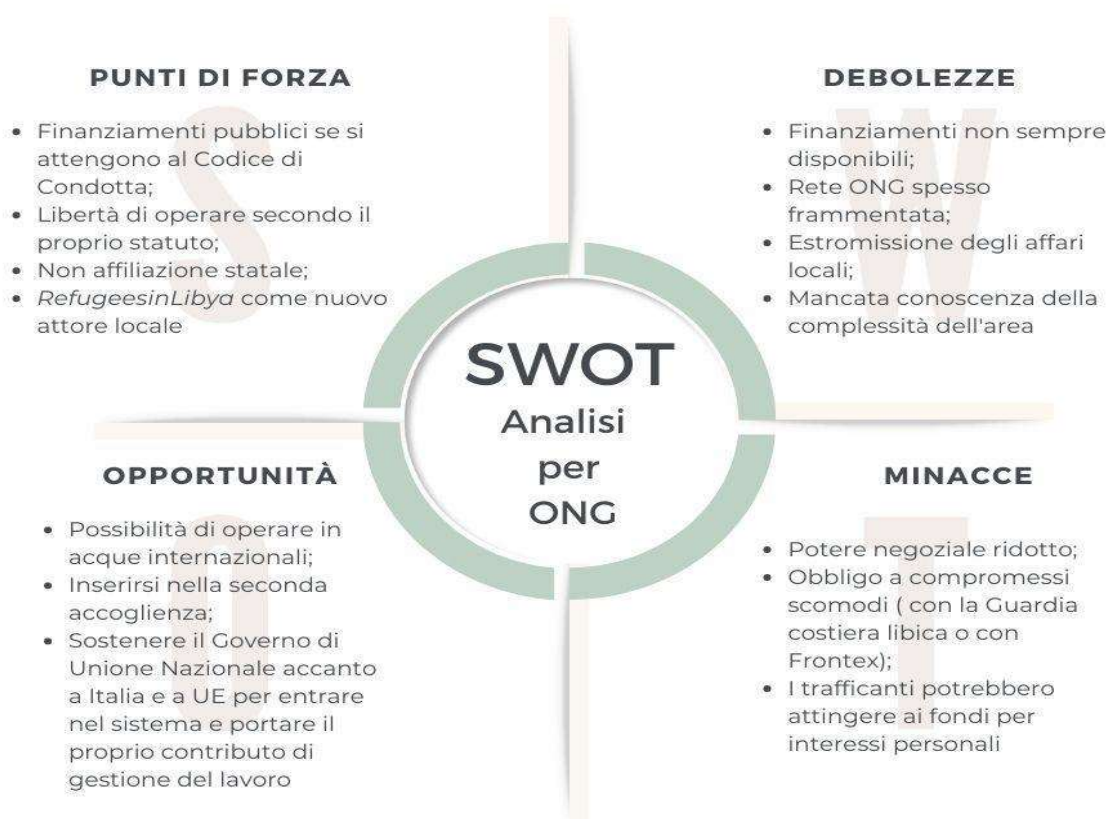 PUNTI DI FORZA
• Finanziamenti pubblici se si
attengono al Codice di
Condotta;
• Libertà di operare secondo il
proprio statuto;
• Non affiliazione statale;
• RefugeesinLibya come nuovo
attore locale
S
DEBOLEZZE
• Finanziamenti non sempre
disponibili;
• Rete ONG spesso
frammentata;
• Estromissione degli affari
locali;
• Mancata conoscenza della
complessità dell'area
W
SWOT
Analisi
per
ONG
OPPORTUNITÀ
• Possibilità di operare in
acque internazionali;
• Inserirsi nella seconda
accoglienza;
• Sostenere il Governo di
Unione Nazionale accanto
a Italia e a UE per entrare
nel sistema e portare il
proprio contributo di
gestione del lavoro
O
MINACCE
• Potere negoziale ridotto;
• Obbligo a compromessi
scomodi ( con la Guardia
costiera libica o con
Frontex);
• I trafficanti potrebbero
attingere ai fondi per
interessi personali
T